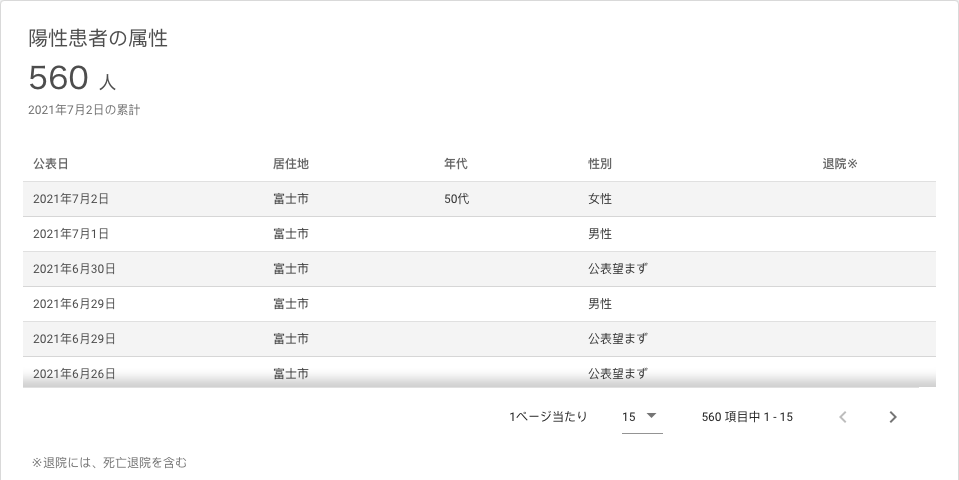 陽性患者の属性
560 人
2021年7月2日の累計
公表日 居住地 年代 性別 退院※
2021年7月2日 富士市 50代 女性
2021年7月1日 富士市 男性
2021年6月30日 富士市 公表望まず
2021年6月29日 富士市 男性
2021年6月29日 富士市 公表望まず
2021年6月26日 富士市 公表望まず
1ページ当たり 15 560 項目中 1 - 15
※退院には、死亡退院を含む